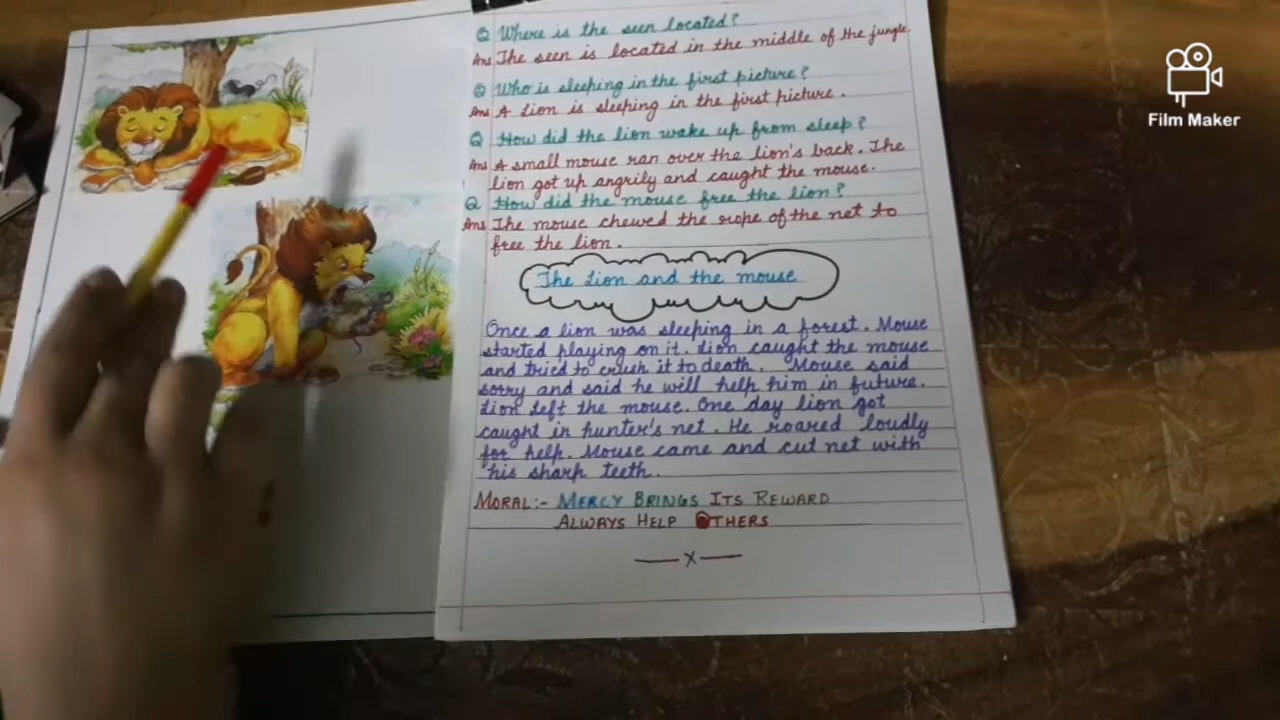 Q Where is the seen located?
Ans The seen is located in the middle of the jungle
Q Who is sleeping in the first picture?
Ans A Lion is sleeping in the first picture.
Q How did the lion wake up from sleep?
Ans A small mouse ran over the lion's back. The
lion got up angrily and caught the mouse.
Q How did the mouse free the lion?
Ans The mouse chewed the rope of the net to
free the lion.
The Lion and the mouse
Once a lion was sleeping in a forest. Mouse
started playing on it. Lion caught the mouse
and tried to crush it to death. Mouse said
sorry and said he will help him in future.
Lion left the mouse. One day lion got
caught in hunter's net. He roared loudly
for help. Mouse came and cut net with
his sharp teeth.
MORAL:- MERCY BRINGS ITS REWARD
ALWAYS HELP OTHERS
X
Film Maker